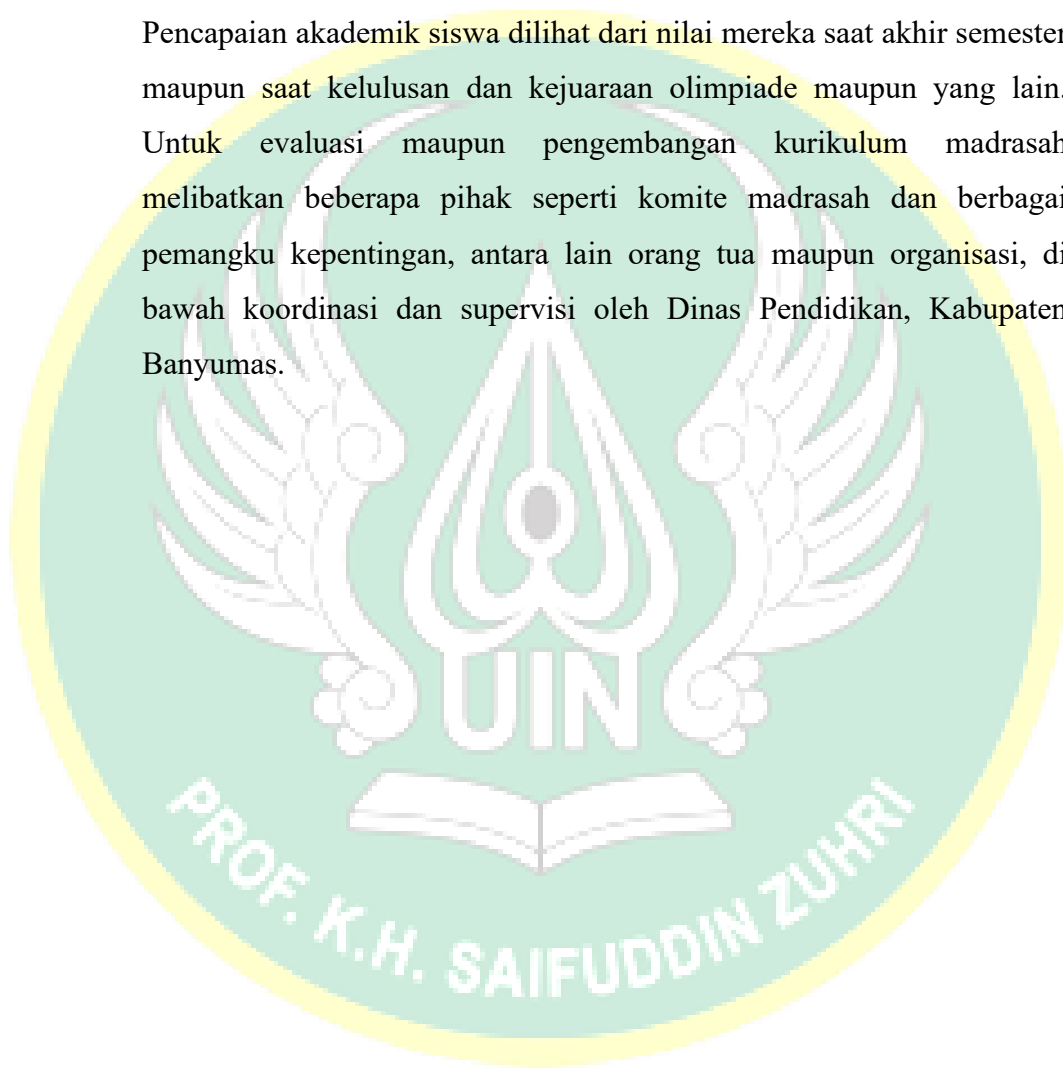 Pencapaian akademik siswa dilihat dari nilai mereka saat akhir semester
maupun saat kelulusan dan kejuaraan olimpiade maupun yang lain.
Untuk evaluasi maupun pengembangan kurikulum madrasah
melibatkan beberapa pihak seperti komite madrasah dan berbagai
pemangku kepentingan, antara lain orang tua maupun organisasi, di
bawah koordinasi dan supervisi oleh Dinas Pendidikan, Kabupaten
Banyumas.
UIN
PROF. K.H. SAIFUDDIN ZUHRI